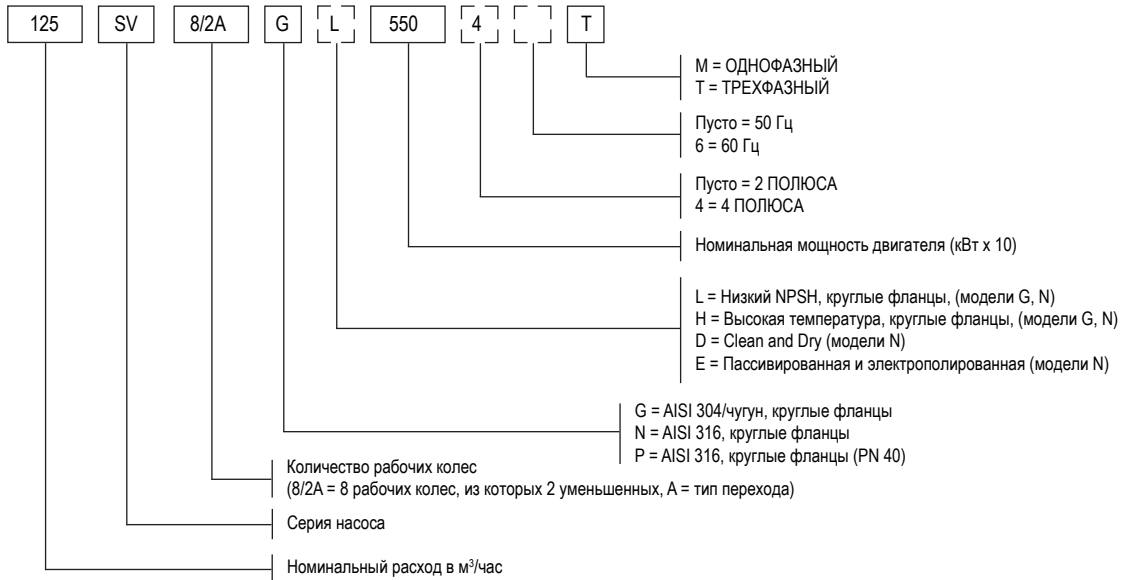 125 SV 8/2A G L 550 4 T
М = ОДНОФАЗНЫЙ
Т = ТРЕХФАЗНЫЙ
Пусто = 50 Гц
6 = 60 Гц
Пусто = 2 ПОЛЮСА
4 = 4 ПОЛЮСА
Номинальная мощность двигателя (кВт x 10)
L = Низкий NPSH, круглые фланцы, (модели G, N)
H = Высокая температура, круглые фланцы, (модели G, N)
D = Clean and Dry (модели N)
E = Пассивированная и электрополированная (модели N)
G = AISI 304/чугун, круглые фланцы
N = AISI 316, круглые фланцы
P = AISI 316, круглые фланцы (PN 40)
Количество рабочих колес
(8/2A = 8 рабочих колес, из которых 2 уменьшенных, A = тип перехода)
Серия насоса
Номинальный расход в м³/час